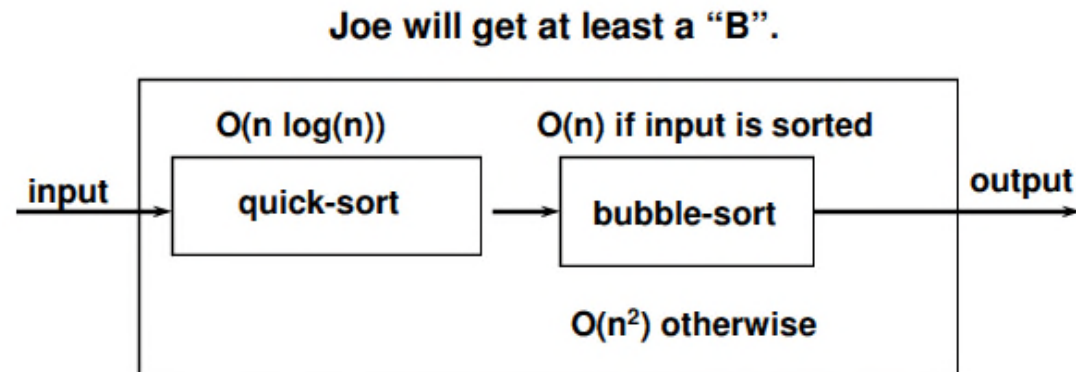 Joe will get at least a “B”.
O(n log(n))
O(n) if input is sorted
input
quick-sort
bubble-sort
output
O(n²) otherwise